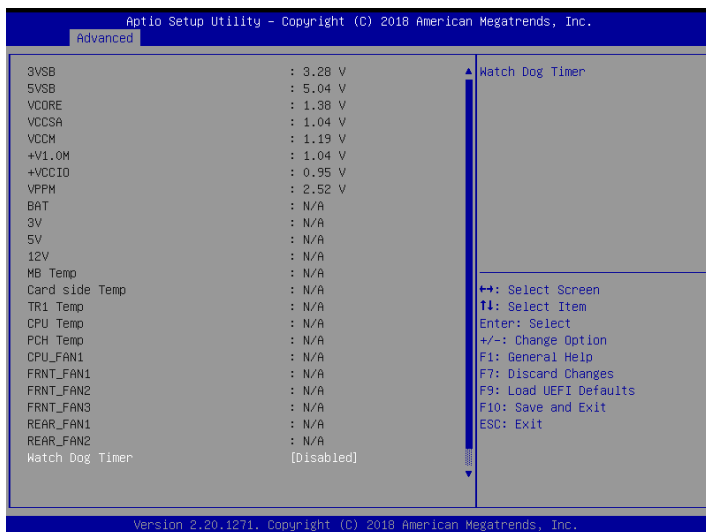 Aptio Setup Utility – Copyright (C) 2018 American Megatrends, Inc.
Advanced
3VSB : 3.28 V
5VSB : 5.04 V
VCORE : 1.38 V
VCCSA : 1.04 V
VCCM : 1.19 V
+V1.0M : 1.04 V
+VCCIO : 0.95 V
VPPM : 2.52 V
BAT : N/A
3V : N/A
5V : N/A
12V : N/A
MB Temp : N/A
Card side Temp : N/A
TR1 Temp : N/A
CPU Temp : N/A
PCH Temp : N/A
CPU_FAN1 : N/A
FRNT_FAN1 : N/A
FRNT_FAN2 : N/A
FRNT_FAN3 : N/A
REAR_FAN1 : N/A
REAR_FAN2 : N/A
Watch Dog Timer [Disabled]
Watch Dog Timer
↔: Select Screen
↑↓: Select Item
Enter: Select
+/-: Change Option
F1: General Help
F7: Discard Changes
F9: Load UEFI Defaults
F10: Save and Exit
ESC: Exit
Version 2.20.1271. Copyright (C) 2018 American Megatrends, Inc.